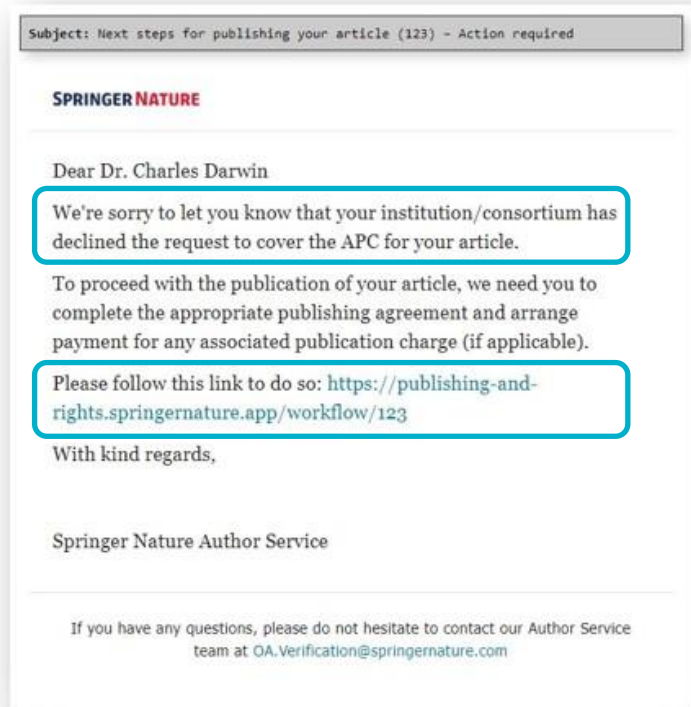 Subject: Next steps for publishing your article (123) – Action required
SPRINGER NATURE
Dear Dr. Charles Darwin
We're sorry to let you know that your institution/consortium has
declined the request to cover the APC for your article.
To proceed with the publication of your article, we need you to
complete the appropriate publishing agreement and arrange
payment for any associated publication charge (if applicable).
Please follow this link to do so: https://publishing-and-
rights.springernature.app/workflow/123
With kind regards,
Springer Nature Author Service
If you have any questions, please do not hesitate to contact our Author Service
team at OA.Verification@springernature.com